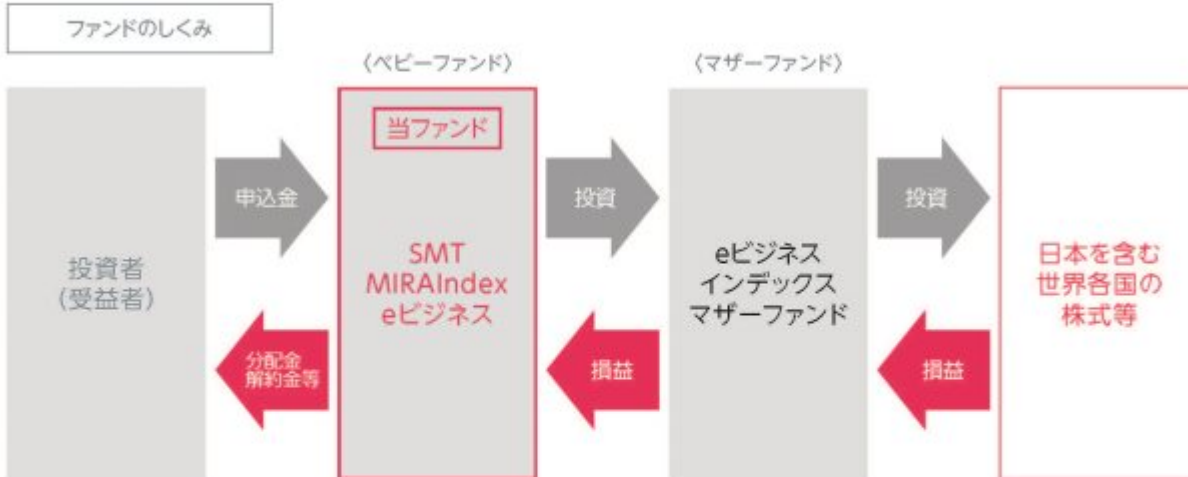 ファンドのしくみ
〈ベビーファンド〉
〈マザーファンド〉
投資者
(受益者)
申込金
分配金
解約金等
当ファンド
SMT
MIRAIndex
eビジネス
投資
損益
eビジネス
インデックス
マザーファンド
投資
損益
日本を含む
世界各国の
株式等